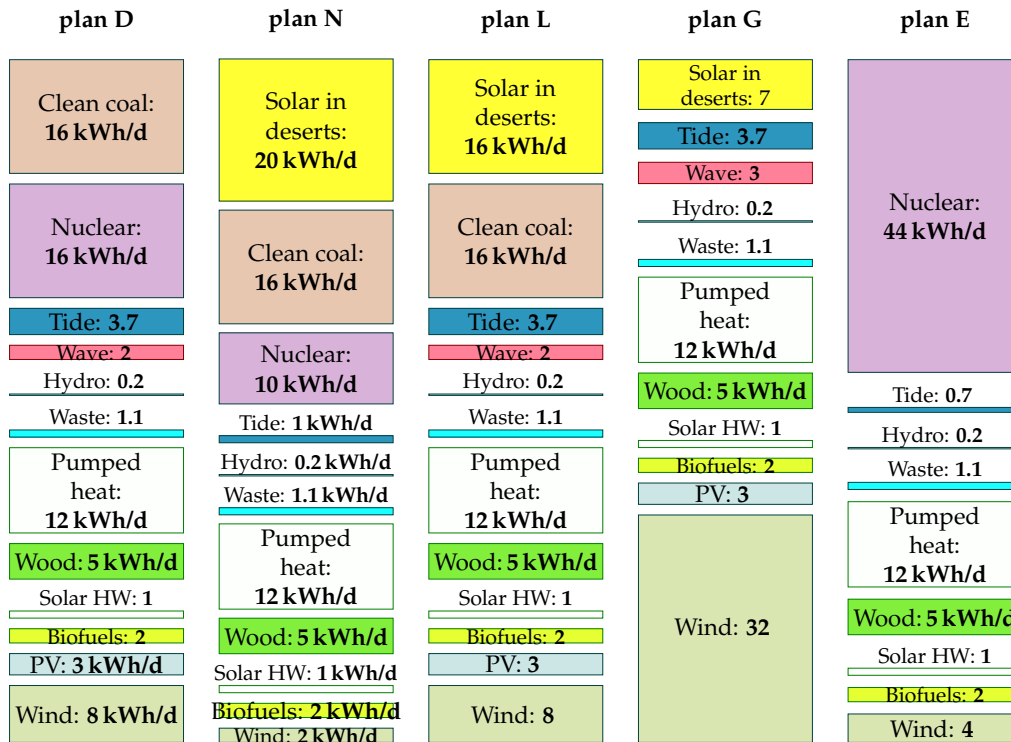 plan D
Clean coal:
16 kWh/d
Nuclear:
16 kWh/d
Tide: 3.7
Wave: 2
Hydro: 0.2
Waste: 1.1
Pumped
heat:
12 kWh/d
Wood: 5 kWh/d
Solar HW: 1
Biofuels: 2
PV: 3 kWh/d
Wind: 8 kWh/d
plan N
Solar in
deserts:
20 kWh/d
Clean coal:
16 kWh/d
Nuclear:
10 kWh/d
Tide: 1 kWh/d
Hydro: 0.2 kWh/d
Waste: 1.1 kWh/d
Pumped
heat:
12 kWh/d
Wood: 5 kWh/d
Solar HW: 1 kWh/d
Biofuels: 2 kWh/d
Wind: 2 kWh/d
plan L
Solar in
deserts:
16 kWh/d
Clean coal:
16 kWh/d
Tide: 3.7
Wave: 2
Hydro: 0.2
Waste: 1.1
Pumped
heat:
12 kWh/d
Wood: 5 kWh/d
Solar HW: 1
Biofuels: 2
PV: 3
Wind: 8
plan G
Solar in
deserts: 7
Tide: 3.7
Wave: 3
Hydro: 0.2
Waste: 1.1
Pumped
heat:
12 kWh/d
Wood: 5 kWh/d
Solar HW: 1
Biofuels: 2
PV: 3
Wind: 32
plan E
Nuclear:
44 kWh/d
Tide: 0.7
Hydro: 0.2
Waste: 1.1
Pumped
heat:
12 kWh/d
Wood: 5 kWh/d
Solar HW: 1
Biofuels: 2
Wind: 4